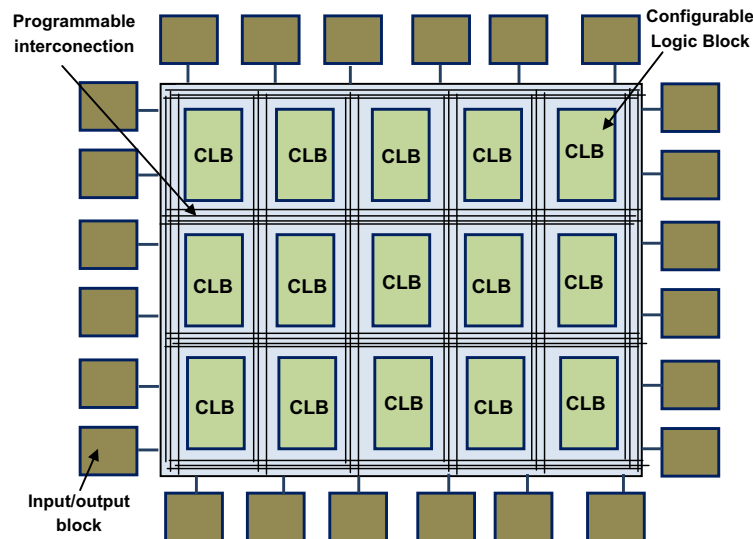 Programmable
interconection
Configurable
Logic Block
CLB CLB CLB CLB CLB
CLB CLB CLB CLB CLB
CLB CLB CLB CLB CLB
Input/output
block